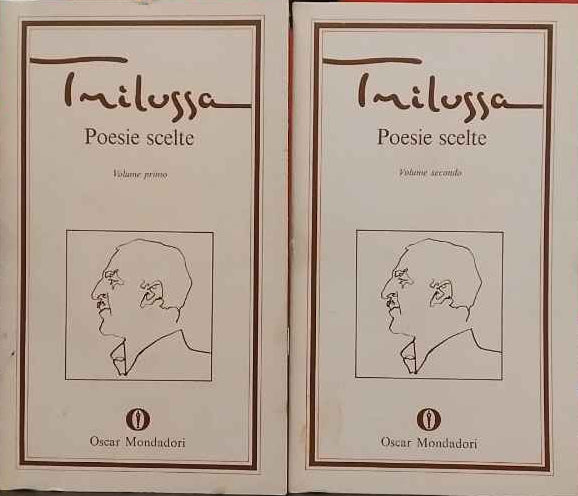 Trilussa
Poesie scelte
Volume primo
Oscar Mondadori
Trilussa
Poesie scelte
Volume secondo
Oscar Mondadori